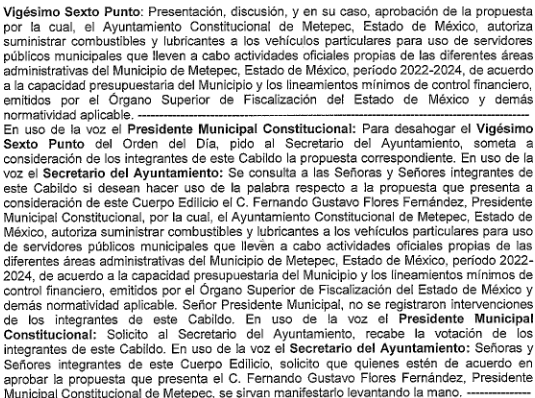 Vigésimo Sexto Punto: Presentación, discusión, y en su caso, aprobación de la propuesta
por la cual, el Ayuntamiento Constitucional de Metepec, Estado de México, autoriza
suministrar combustibles y lubricantes a los vehículos particulares para uso de servidores
públicos municipales que lleven a cabo actividades oficiales propias de las diferentes áreas
administrativas del Municipio de Metepec, Estado de México, período 2022-2024, de acuerdo
a la capacidad presupuestaria del Municipio y los lineamientos mínimos de control financiero,
emitidos por el Órgano Superior de Fiscalización del Estado de México y demás
normatividad aplicable. ----------------------------------------------------------------------
En uso de la voz el Presidente Municipal Constitucional: Para desahogar el Vigésimo
Sexto Punto del Orden del Día, pido al Secretario del Ayuntamiento, someta a
consideración de los integrantes de este Cabildo la propuesta correspondiente. En uso de la
voz el Secretario del Ayuntamiento: Se consulta a las Señoras y Señores integrantes de
este Cabildo si desean hacer uso de la palabra respecto a la propuesta que presenta a
consideración de este Cuerpo Edilicio el C. Fernando Gustavo Flores Fernández, Presidente
Municipal Constitucional, por la cual, el Ayuntamiento Constitucional de Metepec, Estado de
México, autoriza suministrar combustibles y lubricantes a los vehículos particulares para uso
de servidores públicos municipales que lleven a cabo actividades oficiales propias de las
diferentes áreas administrativas del Municipio de Metepec, Estado de México, período 2022-
2024, de acuerdo a la capacidad presupuestaria del Municipio y los lineamientos mínimos de
control financiero, emitidos por el Órgano Superior de Fiscalización del Estado de México y
demás normatividad aplicable. Señor Presidente Municipal, no se registraron intervenciones
de los integrantes de este Cabildo. En uso de la voz el Presidente Municipal
Constitucional: Solicito al Secretario del Ayuntamiento, recabe la votación de los
integrantes de este Cabildo. En uso de la voz el Secretario del Ayuntamiento: Señoras y
Señores integrantes de este Cuerpo Edilicio, solicito que quienes estén de acuerdo en
aprobar la propuesta que presenta el C. Fernando Gustavo Flores Fernández, Presidente
Municipal Constitucional de Metepec, se sirvan manifestarlo levantando la mano. ---------------